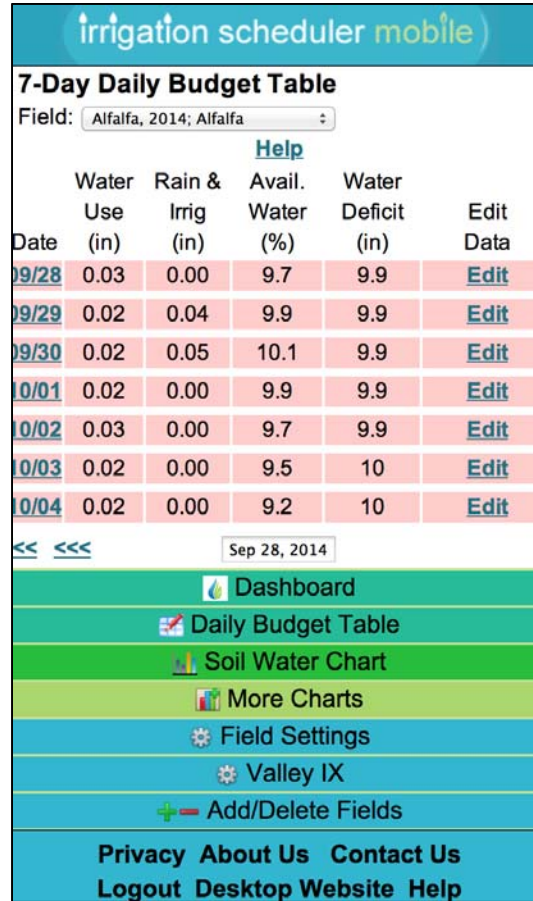 irrigation scheduler mobile
7-Day Daily Budget Table
Field: Alfalfa, 2014; Alfalfa
Help
Water Rain & Avail. Water
Use Irrig Water Deficit Edit
Date (in) (in) (%) (in) Data
09/28 0.03 0.00 9.7 9.9 Edit
09/29 0.02 0.04 9.9 9.9 Edit
09/30 0.02 0.05 10.1 9.9 Edit
10/01 0.02 0.00 9.9 9.9 Edit
10/02 0.03 0.00 9.7 9.9 Edit
10/03 0.02 0.00 9.5 10 Edit
10/04 0.02 0.00 9.2 10 Edit
<< <<< Sep 28, 2014
Dashboard
Daily Budget Table
Soil Water Chart
More Charts
Field Settings
Valley IX
Add/Delete Fields
Privacy About Us Contact Us
Logout Desktop Website Help